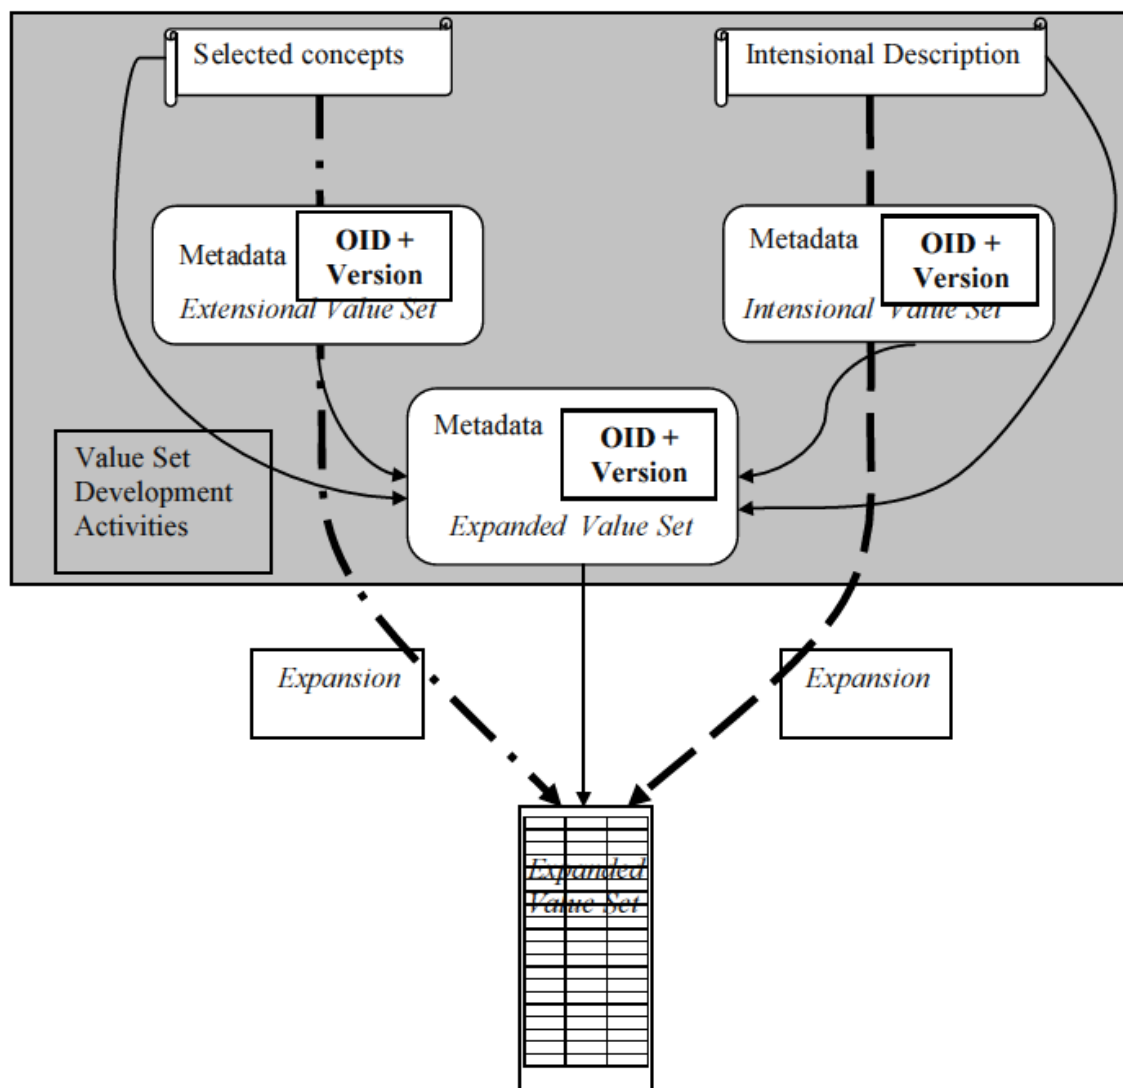 Selected concepts
Intensional Description
Metadata
OID +
Version
Extensional Value Set
Metadata
OID +
Version
Intensional Value Set
Metadata
OID +
Version
Expanded Value Set
Value Set
Development
Activities
Expansion
Expansion
Expanded
Value Set